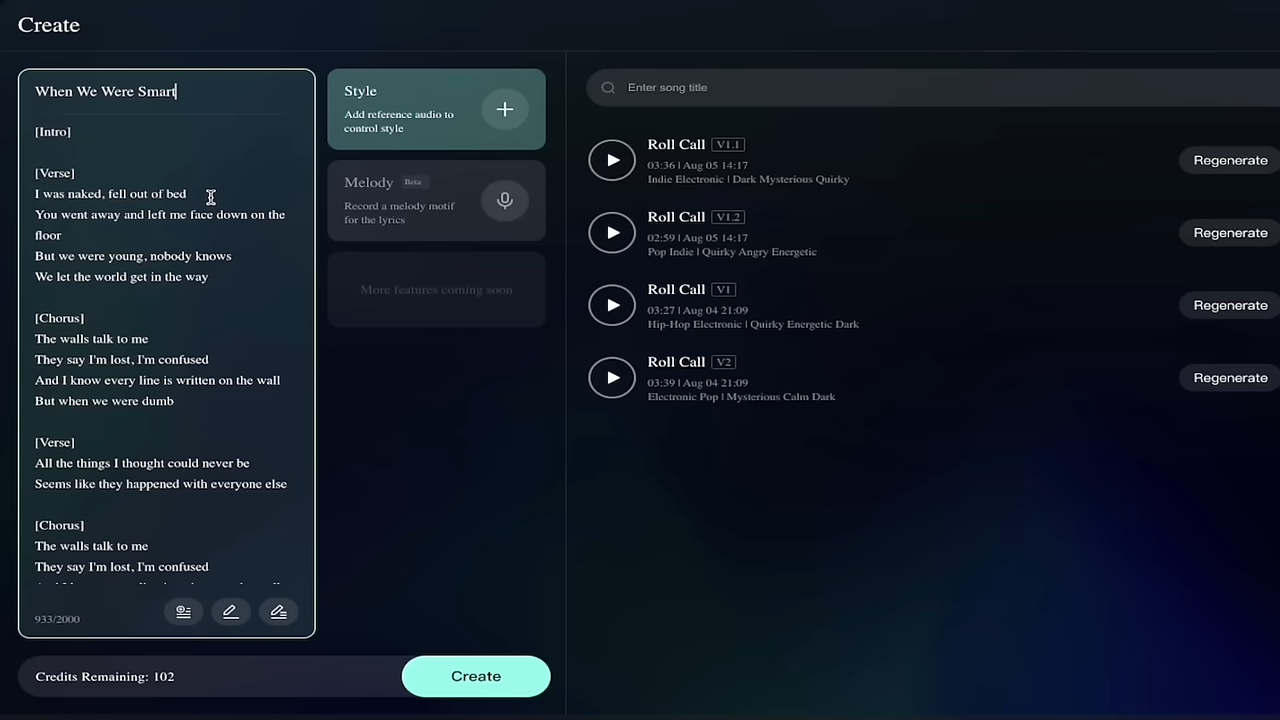 Create
When We Were Smart
[Intro]
[Verse]
I was naked, fell out of bed
You went away and left me face down on the
floor
But we were young, nobody knows
We let the world get in the way
[Chorus]
The walls talk to me
They say I'm lost, I'm confused
And I know every line is written on the wall
But when we were dumb
[Verse]
All the things I thought could never be
Seems like they happened with everyone else
[Chorus]
The walls talk to me
They say I'm lost, I'm confused
933/2000
Credits Remaining: 102
Create
Style
Add reference audio to
control style
Melody Beta
Record a melody motif
for the lyrics
More features coming soon
Enter song title
Roll Call V1.1
03:36 | Aug 05 14:17
Indie Electronic | Dark Mysterious Quirky
Regenerate
Roll Call V1.2
02:59 | Aug 05 14:17
Pop Indie | Quirky Angry Energetic
Regenerate
Roll Call V1
03:27 | Aug 04 21:09
Hip-Hop Electronic | Quirky Energetic Dark
Regenerate
Roll Call V2
03:39 | Aug 04 21:09
Electronic Pop | Mysterious Calm Dark
Regenerate